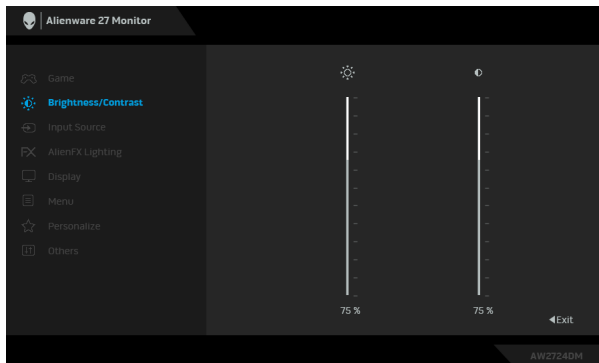 Alienware 27 Monitor
Game
Brightness/Contrast
Input Source
AlienFX Lighting
Display
Menu
Personalize
Others
75 %
75 %
Exit
AW2724DM